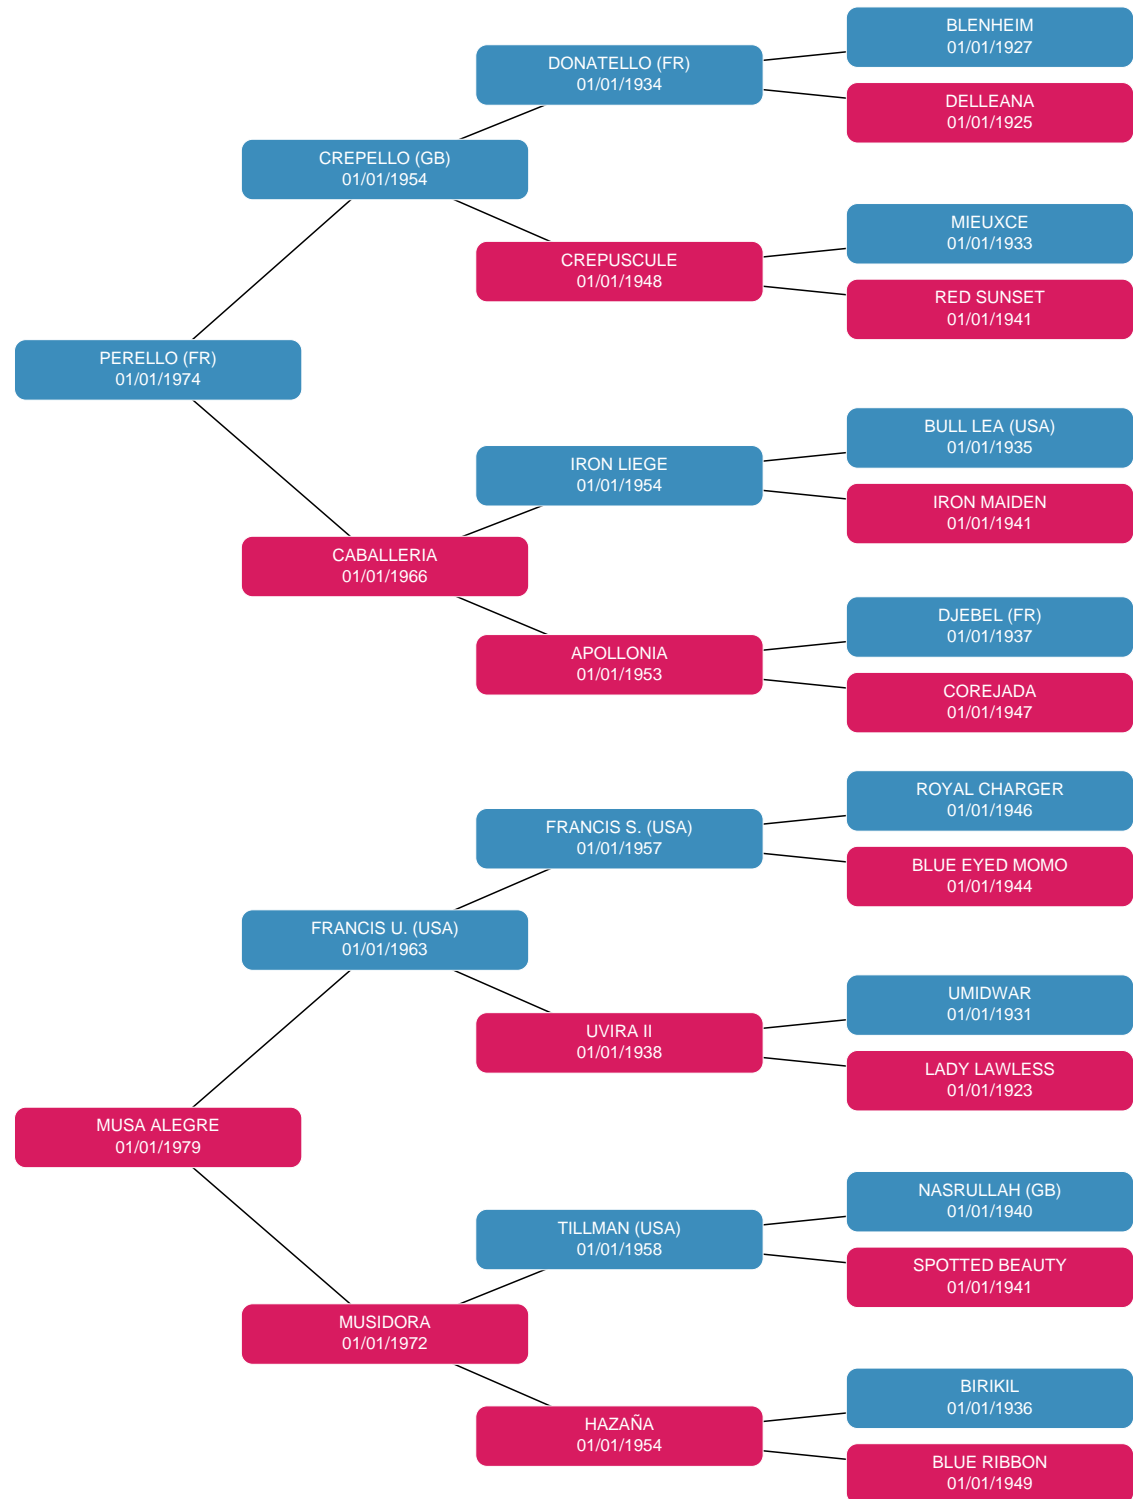 BLENHEIM
01/01/1927
DONATELLO (FR)
01/01/1934
DELLEANA
01/01/1925
CREPELLO (GB)
01/01/1954
MIEUXCE
01/01/1933
CREPUSCULE
01/01/1948
RED SUNSET
01/01/1941
PERELLO (FR)
01/01/1974
BULL LEA (USA)
01/01/1935
IRON LIEGE
01/01/1954
IRON MAIDEN
01/01/1941
CABALLERIA
01/01/1966
DJEBEL (FR)
01/01/1937
APOLLONIA
01/01/1953
COREJADA
01/01/1947
ROYAL CHARGER
01/01/1946
FRANCIS S. (USA)
01/01/1957
BLUE EYED MOMO
01/01/1944
FRANCIS U. (USA)
01/01/1963
UMIDWAR
01/01/1931
UVIRA II
01/01/1938
LADY LAWLESS
01/01/1923
MUSA ALEGRE
01/01/1979
NASRULLAH (GB)
01/01/1940
TILLMAN (USA)
01/01/1958
SPOTTED BEAUTY
01/01/1941
MUSIDORA
01/01/1972
BIRIKIL
01/01/1936
HAZAÑA
01/01/1954
BLUE RIBBON
01/01/1949